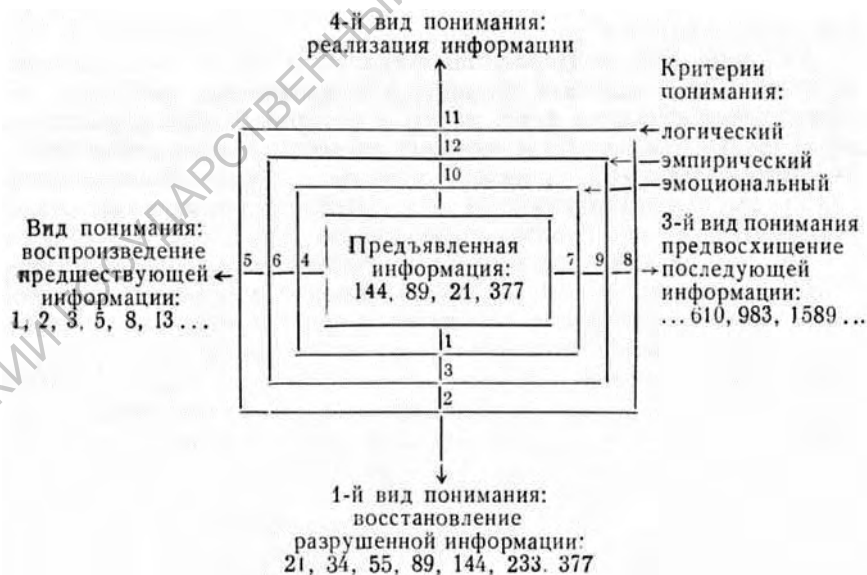 4-й вид понимания:
реализация информации
Критерии
понимания:
логический
эмпирический
эмоциональный
11
12
10
Вид понимания:
воспроизведение
предшествующей
информации:
1, 2, 3, 5, 8, 13 ...
5 6 4
Предъявленная
информация:
144, 89, 21, 377
7 9 8
3-й вид понимания
предвосхищение
последующей
информации:
... 610, 983, 1589 ...
1
3
2
1-й вид понимания:
восстановление
разрушенной информации:
21, 34, 55, 89, 144, 233. 377
ГОСУДАРСТВЕННЫ